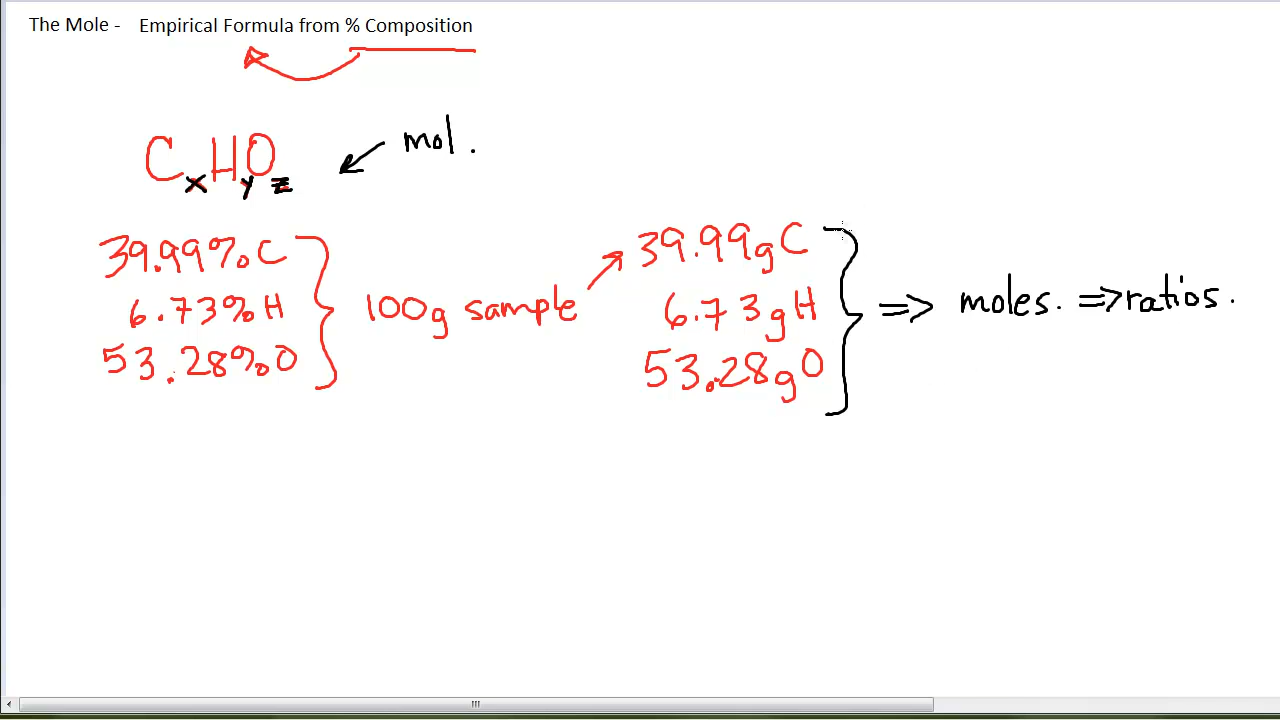 The Mole - Empirical Formula from % Composition
mol.
CxHyOz
39.99%C
6.73%H
53.28%O
100g sample
39.99gC
6.73gH
53.28gO
=> moles. => ratios.